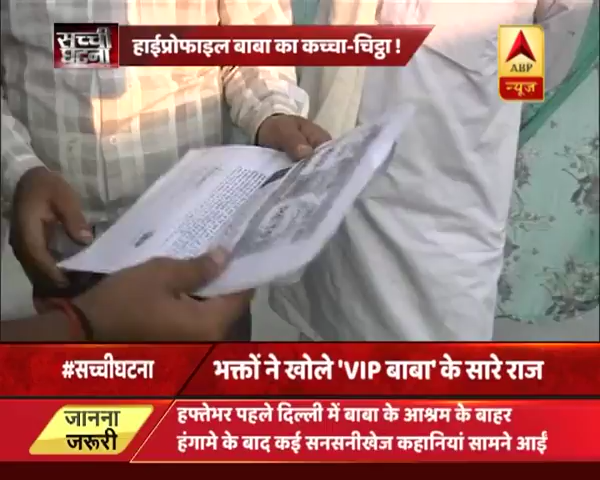 सच्ची
घटना
हाईप्रोफाइल बाबा का कच्चा-चिट्ठा !
ABP
न्यूज़
#सच्चीघटना
भक्तों ने खोले 'VIP बाबा' के सारे राज
जानना
जरूरी
हफ्तेभर पहले दिल्ली में बाबा के आश्रम के बाहर
हंगामे के बाद कई सनसनीखेज कहानियां सामने आईं